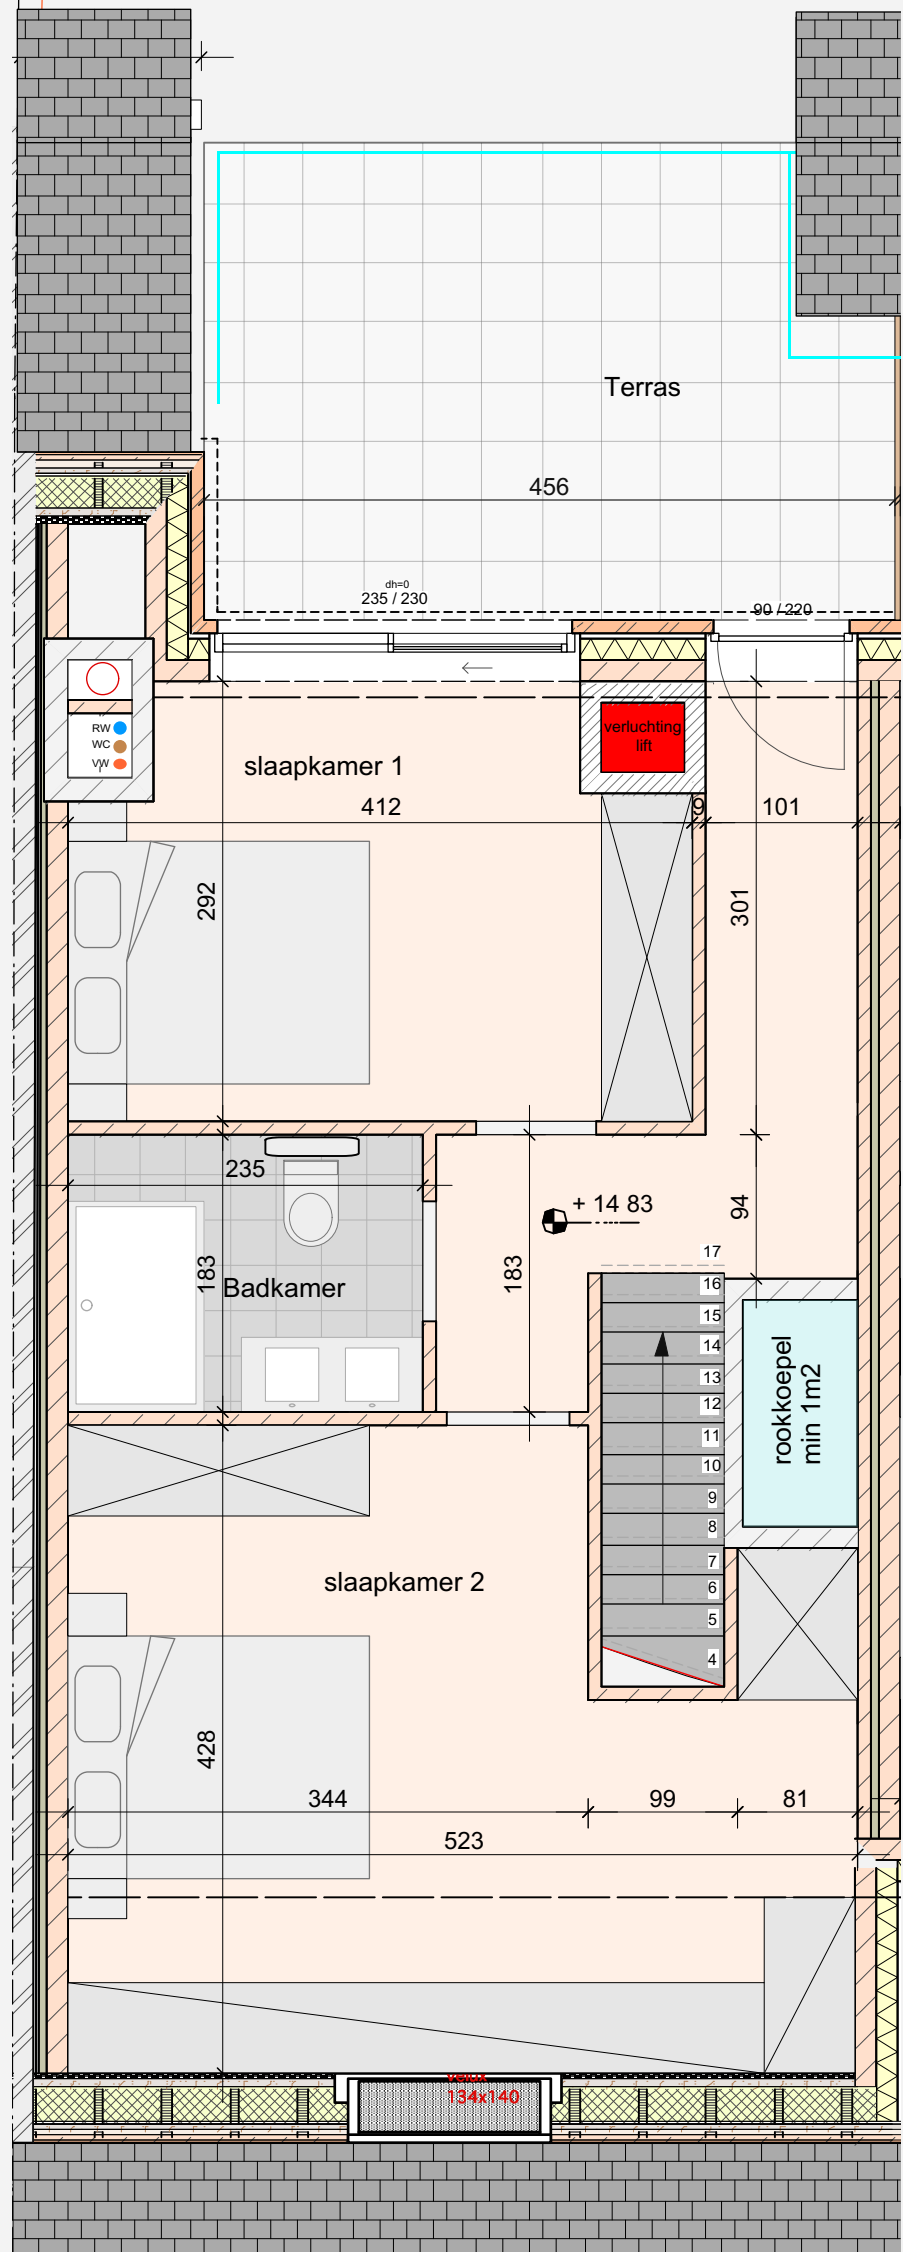 Terras
456
dh=0
235 / 230
90 / 220
RW
WC
VW
verluchting
lift
slaapkamer 1
412
9
101
292
301
235
+ 14 83
94
183
183
Badkamer
17
16
15
14
13
12
11
10
9
8
7
6
5
4
rookkoepel
min 1m2
slaapkamer 2
428
344
99
81
523
velux
134x140